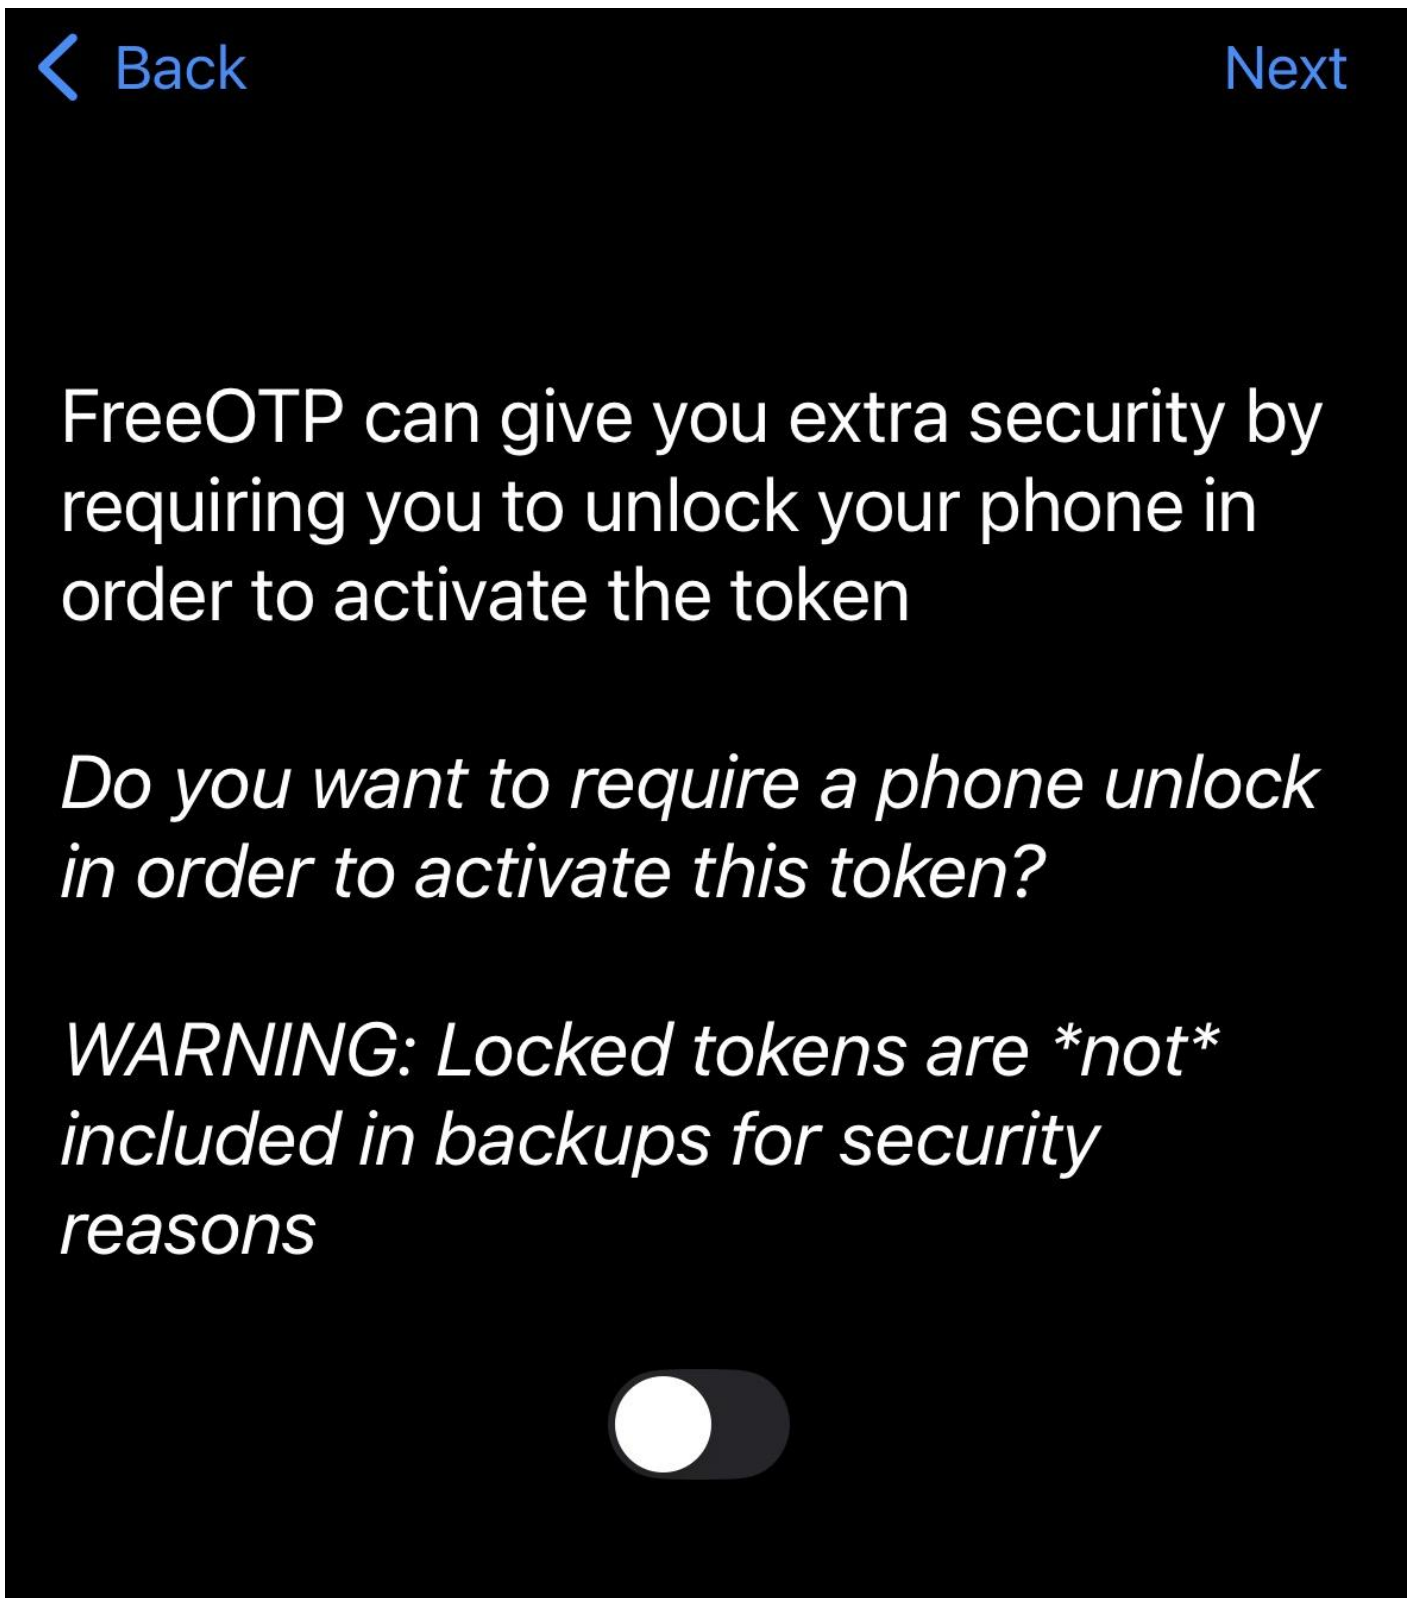 Back
Next
FreeOTP can give you extra security by
requiring you to unlock your phone in
order to activate the token
Do you want to require a phone unlock
in order to activate this token?
WARNING: Locked tokens are *not*
included in backups for security
reasons